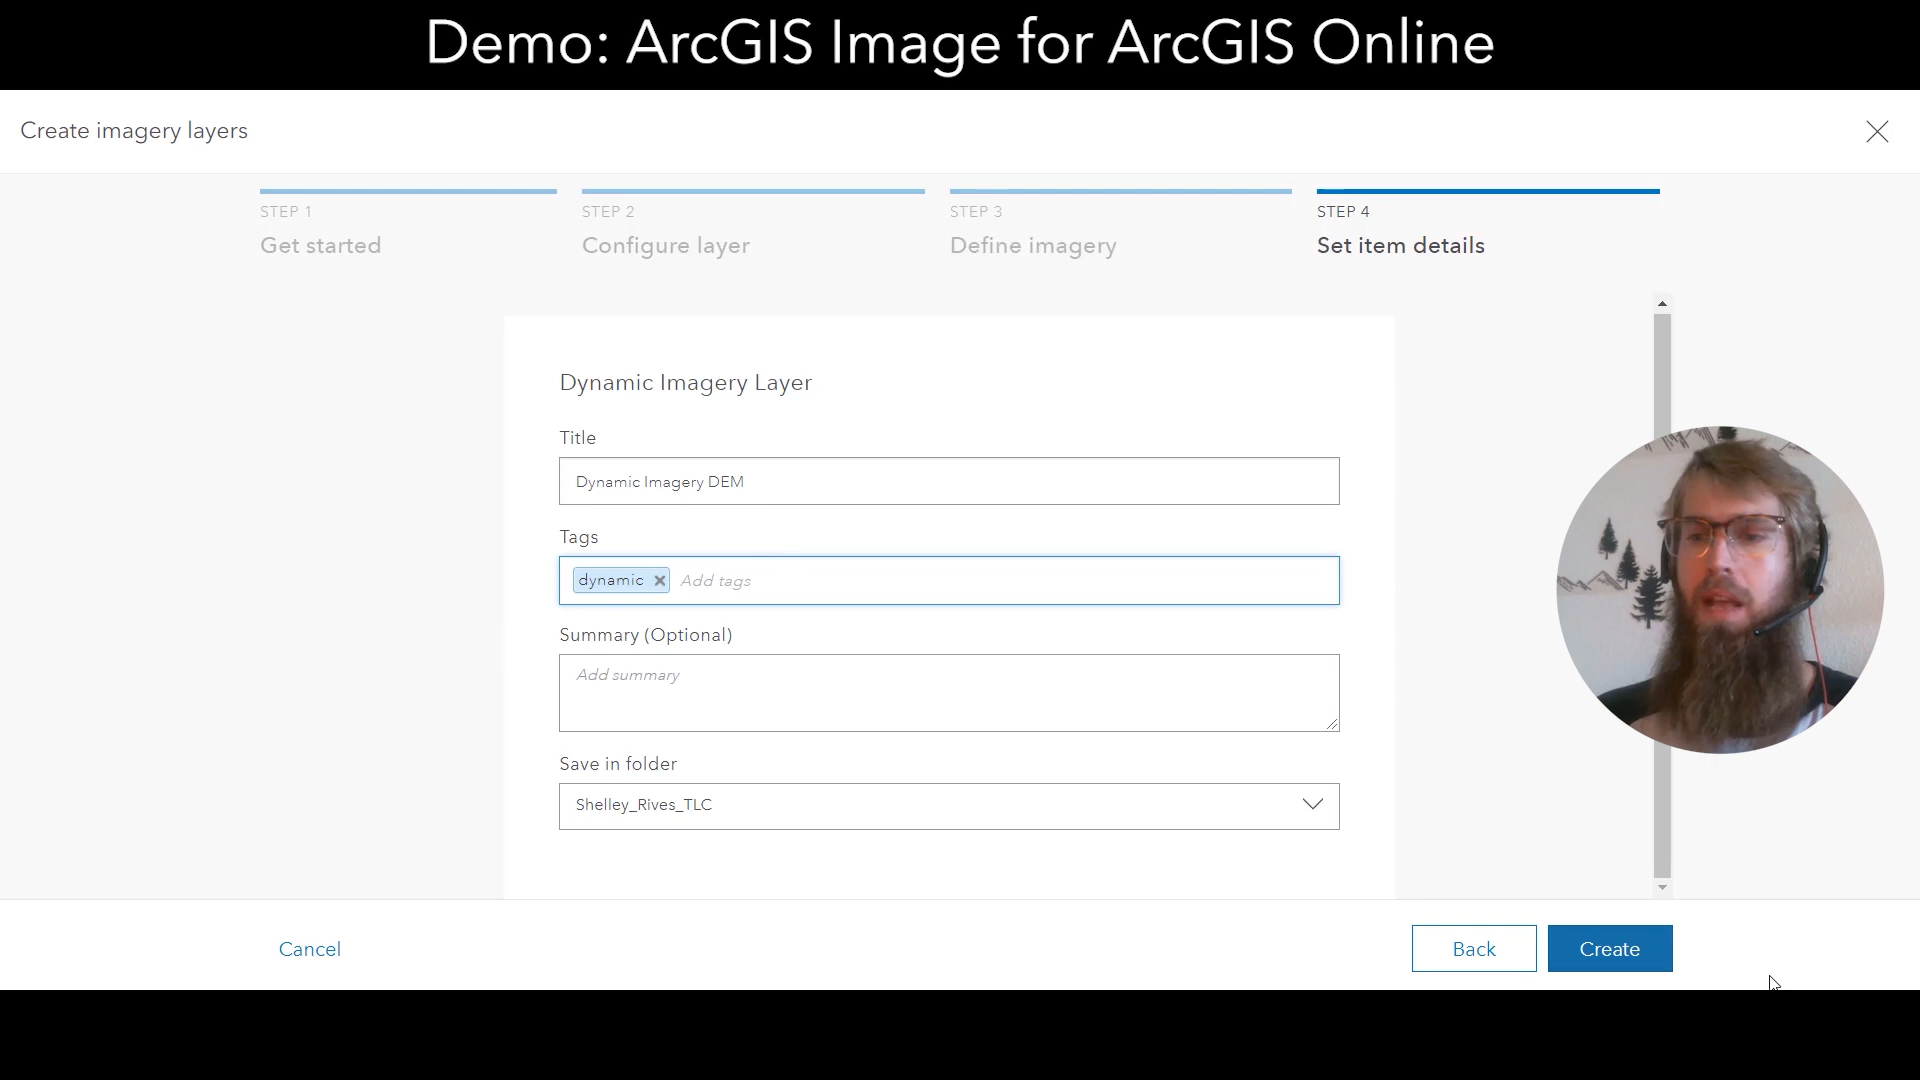 Demo: ArcGIS Image for ArcGIS Online
Create imagery layers
STEP 1
Get started
STEP 2
Configure layer
STEP 3
Define imagery
STEP 4
Set item details
Dynamic Imagery Layer
Title
Dynamic Imagery DEM
Tags
dynamic Add tags
Summary (Optional)
Add summary
Save in folder
Shelley_Rives_TLC
Cancel
Back
Create